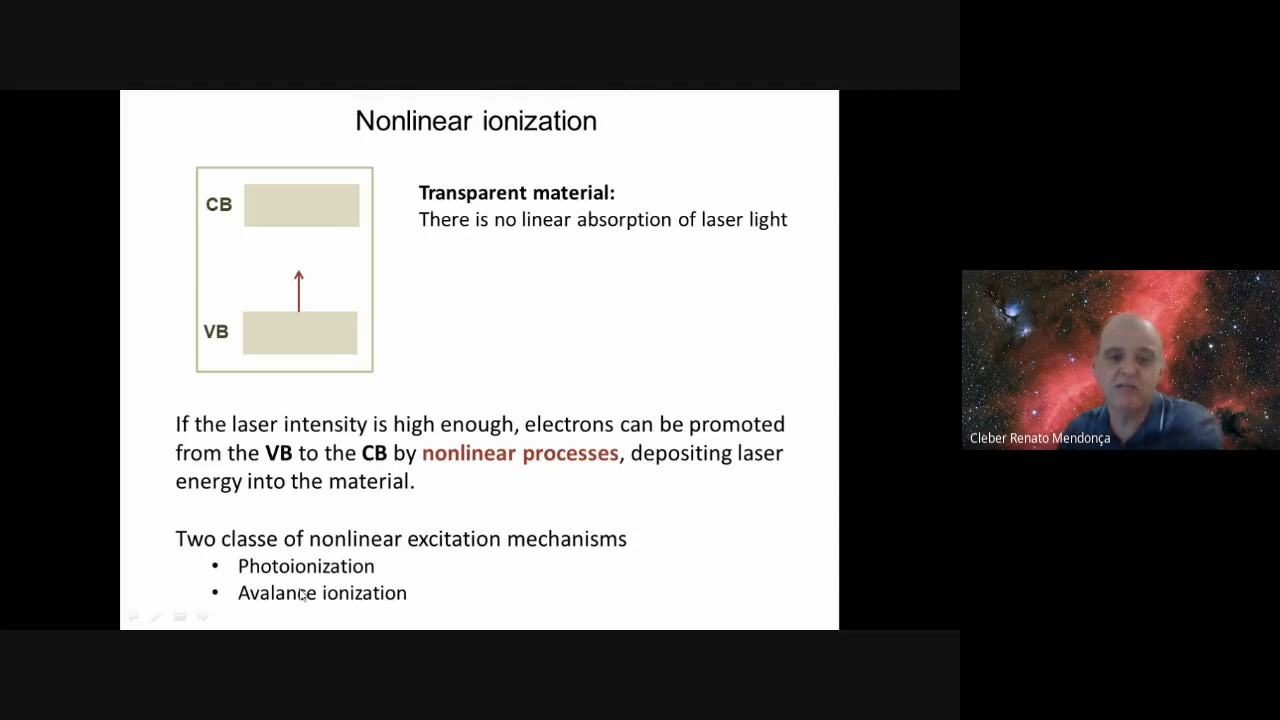 Nonlinear ionization
CB
VB
Transparent material:
There is no linear absorption of laser light
If the laser intensity is high enough, electrons can be promoted
from the VB to the CB by nonlinear processes, depositing laser
energy into the material.
Two classe of nonlinear excitation mechanisms
• Photoionization
• Avalance ionization
Cleber Renato Mendonça